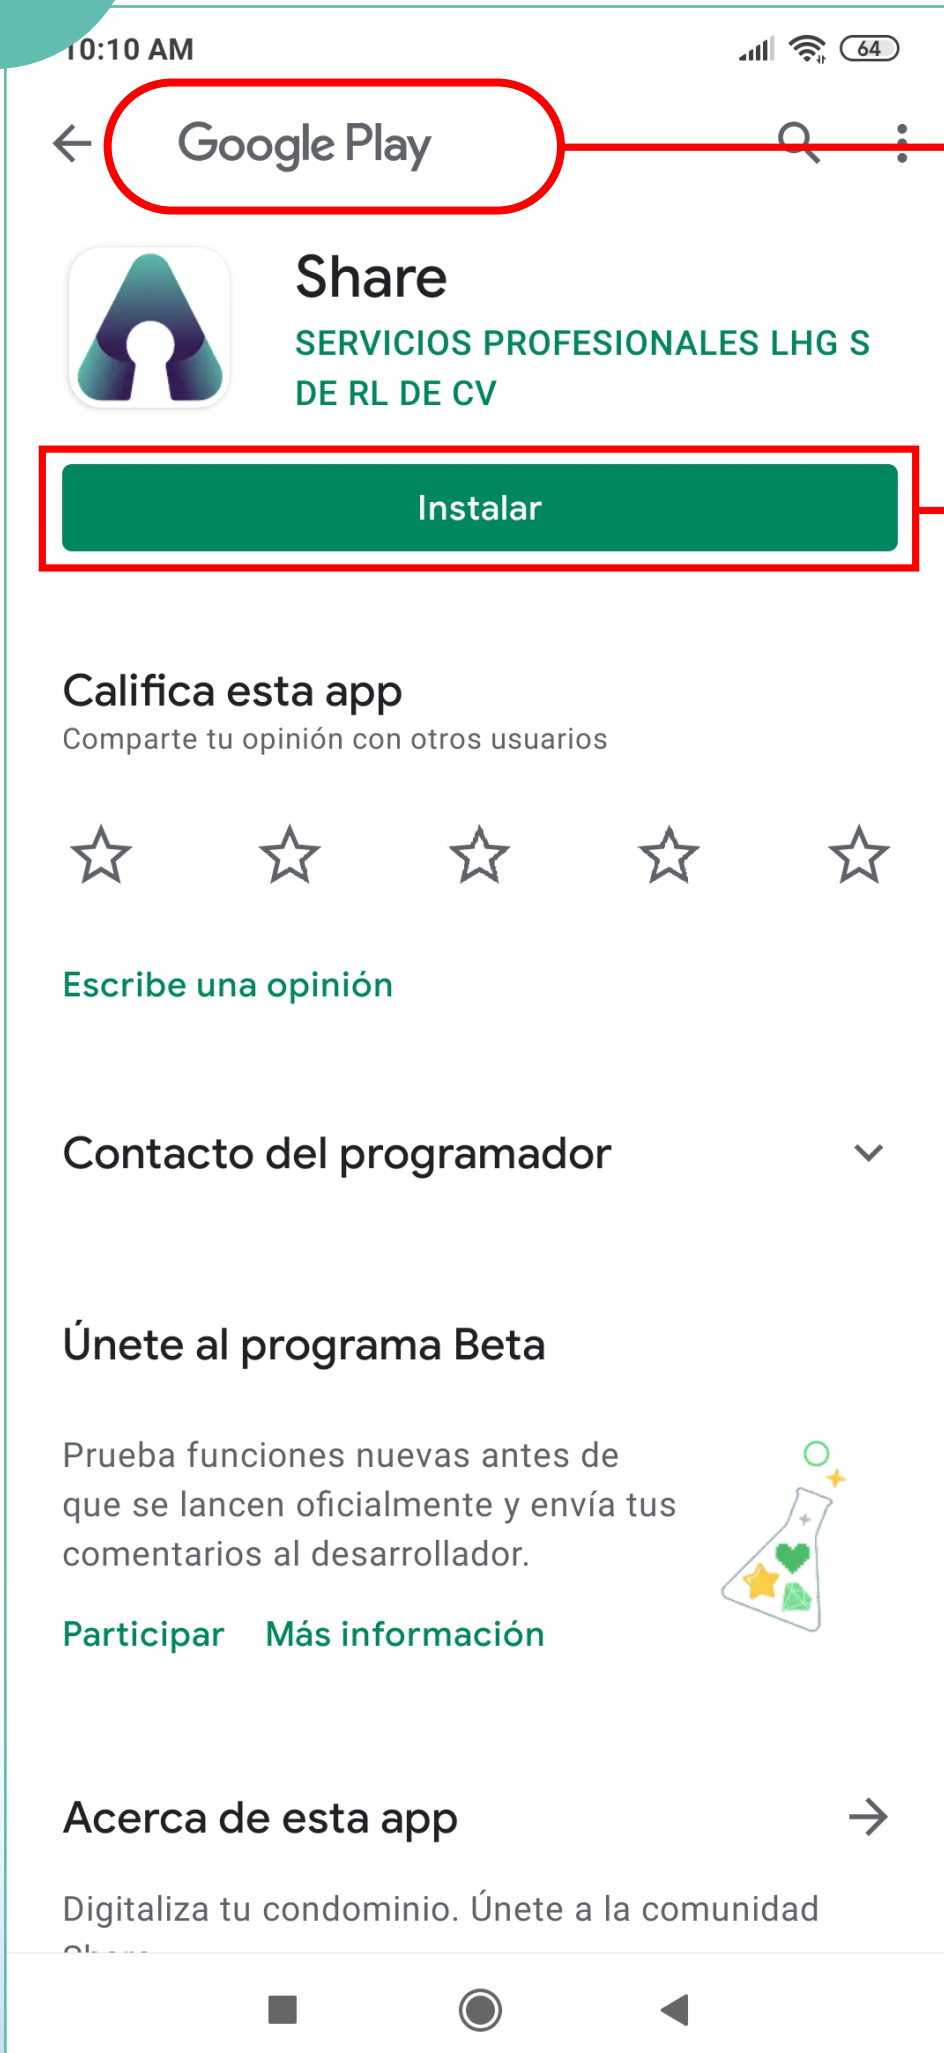 10:10 AM
64
Google Play
Share
SERVICIOS PROFESIONALES LHG S
DE RL DE CV
Instalar
Califica esta app
Comparte tu opinión con otros usuarios
Escribe una opinión
Contacto del programador
Únete al programa Beta
Prueba funciones nuevas antes de
que se lancen oficialmente y envía tus
comentarios al desarrollador.
Participar Más información
Acerca de esta app
Digitaliza tu condominio. Únete a la comunidad
Share